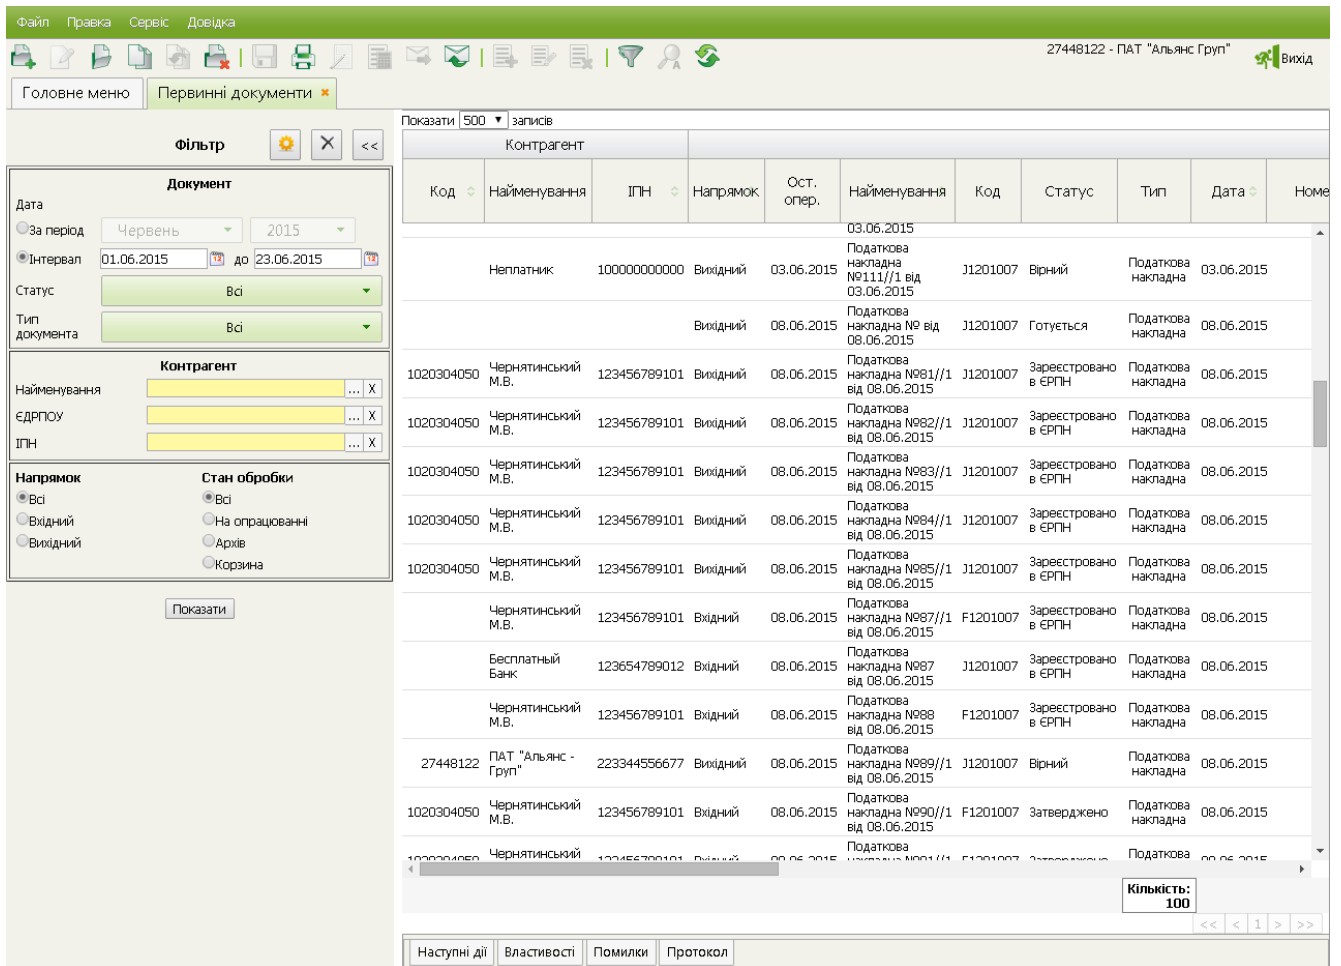 Файл Правка Сервіс Довідка
27448122 - ПАТ "Альянс Груп"
Вихід
Головне меню Первинні документи
Показати 500 записів
Фільтр <<
Документ
Дата
За період Червень 2015
Інтервал 01.06.2015 до 23.06.2015
Статус Всі
Тип
документа Всі
Контрагент
Найменування ... X
ЄДРПОУ ... X
ІПН ... X
Напрямок Стан обробки
Всі Всі
Вхідний На опрацюванні
Вихідний Архів
Корзина
Показати
Контрагент
Код Найменування ІПН Напрямок Ост. опер. Найменування Код Статус Тип Дата Номе
03.06.2015
Неплатник 100000000000 Вихідний 03.06.2015 Податкова накладна №111//1 від 03.06.2015 J1201007 Вірний Податкова накладна 03.06.2015
Вихідний 08.06.2015 Податкова накладна № від 08.06.2015 J1201007 Готується Податкова накладна 08.06.2015
1020304050 Чернятинський М.В. 123456789101 Вихідний 08.06.2015 Податкова накладна №81//1 від 08.06.2015 J1201007 Зареєстровано в ЄРПН Податкова накладна 08.06.2015
1020304050 Чернятинський М.В. 123456789101 Вихідний 08.06.2015 Податкова накладна №82//1 від 08.06.2015 J1201007 Зареєстровано в ЄРПН Податкова накладна 08.06.2015
1020304050 Чернятинський М.В. 123456789101 Вихідний 08.06.2015 Податкова накладна №83//1 від 08.06.2015 J1201007 Зареєстровано в ЄРПН Податкова накладна 08.06.2015
1020304050 Чернятинський М.В. 123456789101 Вихідний 08.06.2015 Податкова накладна №84//1 від 08.06.2015 J1201007 Зареєстровано в ЄРПН Податкова накладна 08.06.2015
1020304050 Чернятинський М.В. 123456789101 Вихідний 08.06.2015 Податкова накладна №85//1 від 08.06.2015 J1201007 Зареєстровано в ЄРПН Податкова накладна 08.06.2015
Чернятинський М.В. 123456789101 Вхідний 08.06.2015 Податкова накладна №87//1 від 08.06.2015 F1201007 Зареєстровано в ЄРПН Податкова накладна 08.06.2015
Бесплатный Банк 123654789012 Вхідний 08.06.2015 Податкова накладна №87 від 08.06.2015 J1201007 Зареєстровано в ЄРПН Податкова накладна 08.06.2015
Чернятинський М.В. 123456789101 Вхідний 08.06.2015 Податкова накладна №88 від 08.06.2015 F1201007 Зареєстровано в ЄРПН Податкова накладна 08.06.2015
27448122 ПАТ "Альянс - Груп" 223344556677 Вихідний 08.06.2015 Податкова накладна №89//1 від 08.06.2015 J1201007 Вірний Податкова накладна 08.06.2015
1020304050 Чернятинський М.В. 123456789101 Вхідний 08.06.2015 Податкова накладна №90//1 від 08.06.2015 F1201007 Затверджено Податкова накладна 08.06.2015
Чернятинський Податкова Податкова
Кількість:
100
<< < 1 > >>
Наступні дії Властивості Помилки Протокол